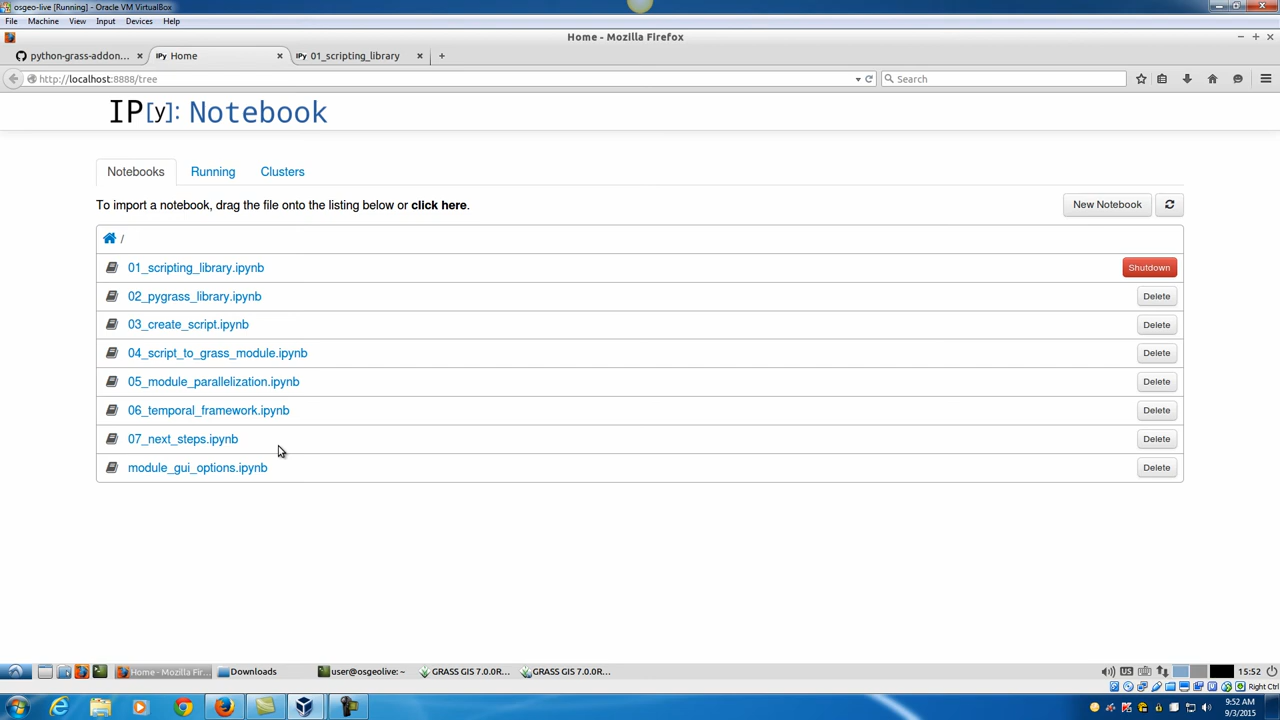 osgeo-live [Running] - Oracle VM VirtualBox
File Machine View Input Devices Help
Home - Mozilla Firefox
python-grass-addon... × Home × IP[y] 01_scripting_library × +
http://localhost:8888/tree Search
IP[y]: Notebook
Notebooks Running Clusters
To import a notebook, drag the file onto the listing below or click here. New Notebook
/
01_scripting_library.ipynb Shutdown
02_pygrass_library.ipynb Delete
03_create_script.ipynb Delete
04_script_to_grass_module.ipynb Delete
05_module_parallelization.ipynb Delete
06_temporal_framework.ipynb Delete
07_next_steps.ipynb Delete
module_gui_options.ipynb Delete
Home - Mozilla Fir... Downloads user@osgeolive: ~ GRASS GIS 7.0.0R... GRASS GIS 7.0.0R... US 15:52
Right Ctrl
9:52 AM
9/3/2015